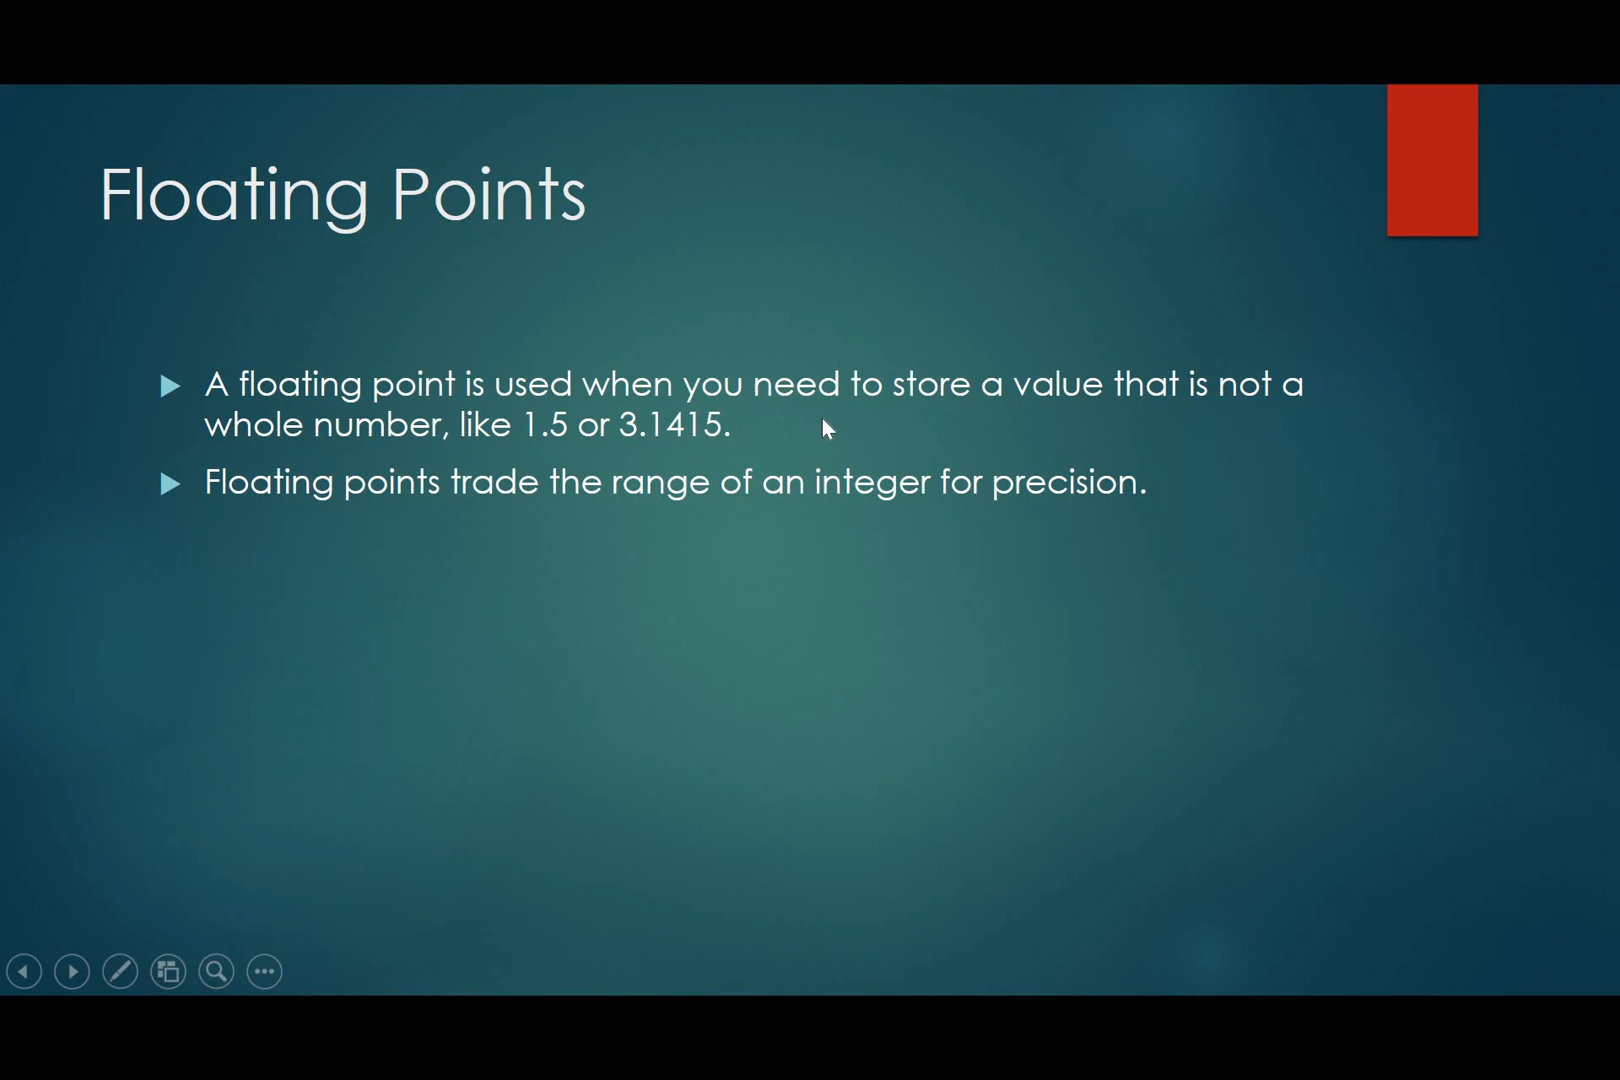 Floating Points
A floating point is used when you need to store a value that is not a
whole number, like 1.5 or 3.1415.
Floating points trade the range of an integer for precision.